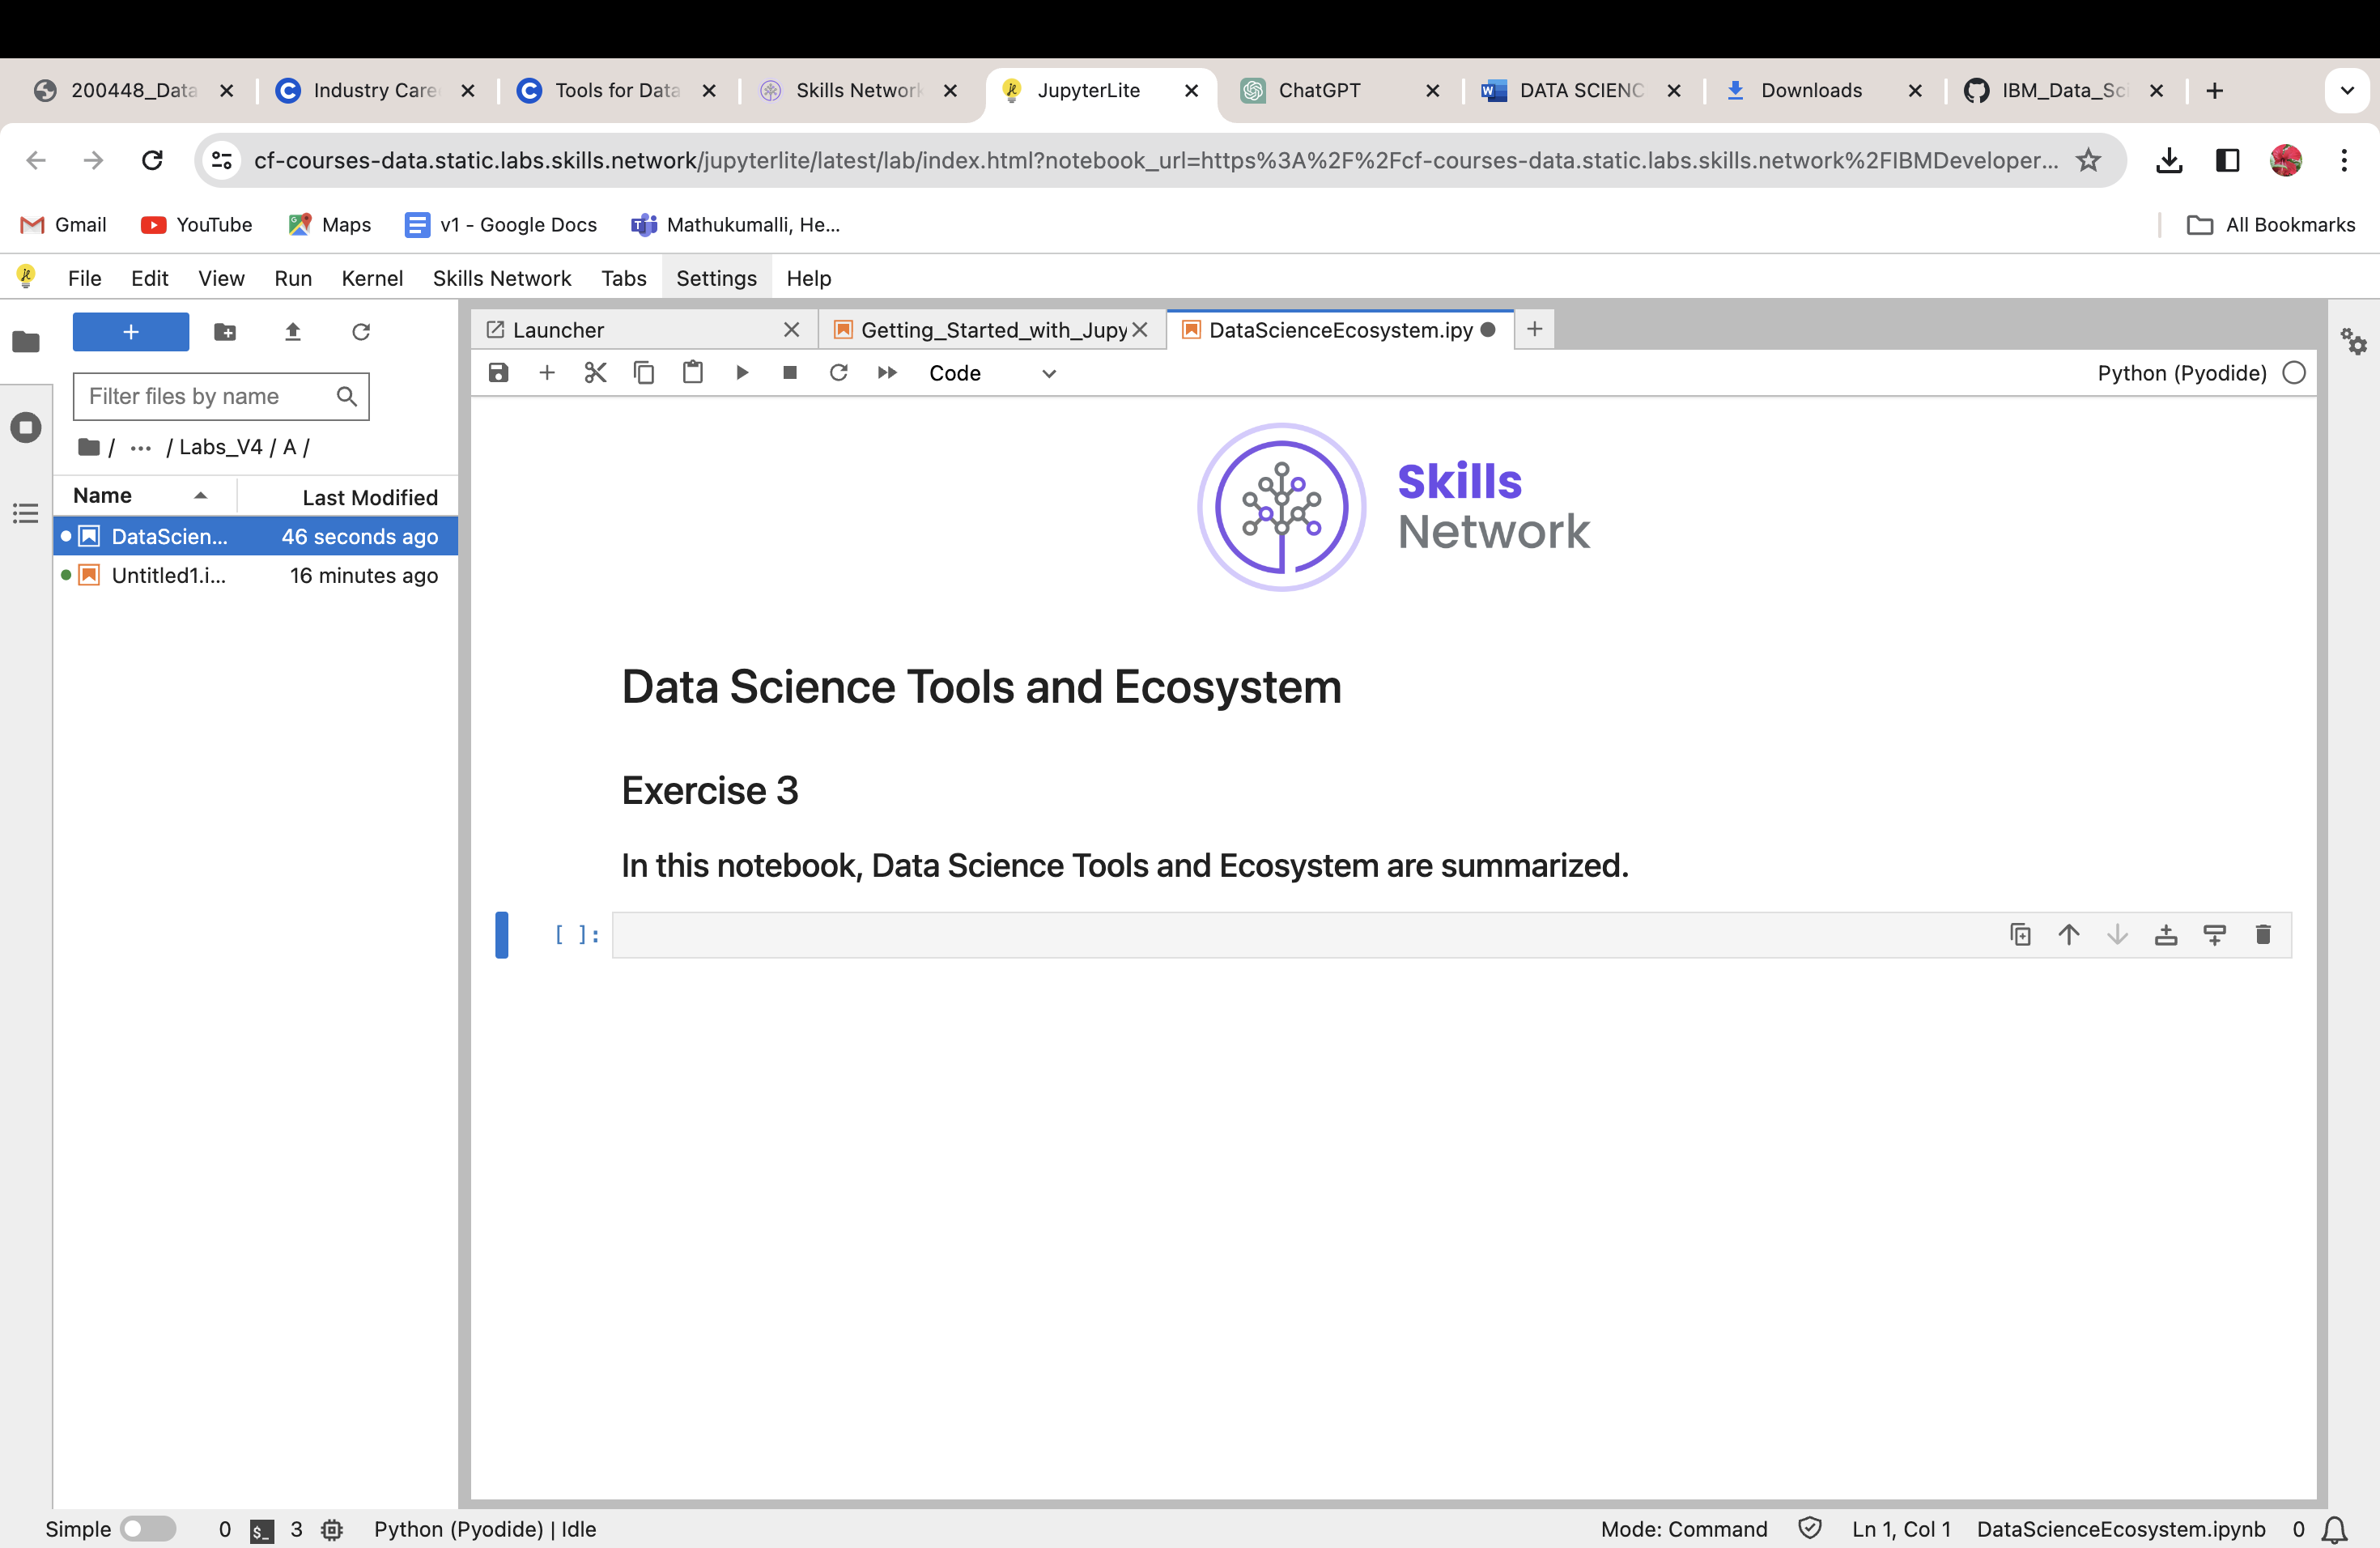 200448_Data
Industry Care
Tools for Data
Skills Network
JupyterLite
ChatGPT
DATA SCIENC
Downloads
IBM_Data_Sci
cf-courses-data.static.labs.skills.network/jupyterlite/latest/lab/index.html?notebook_url=https%3A%2F%2Fcf-courses-data.static.labs.skills.network%2FIBMDeveloper...
Gmail
YouTube
Maps
v1 - Google Docs
Mathukumalli, He...
All Bookmarks
File Edit View Run Kernel Skills Network Tabs Settings Help
Filter files by name
/ ... / Labs_V4 / A /
Name Last Modified
DataScien... 46 seconds ago
Untitled1.i... 16 minutes ago
Launcher
Getting_Started_with_Jupy
DataScienceEcosystem.ipy
Code
Python (Pyodide)
Skills
Network
Data Science Tools and Ecosystem
Exercise 3
In this notebook, Data Science Tools and Ecosystem are summarized.
[ ]:
Simple 0 $_ 3 Python (Pyodide) | Idle Mode: Command Ln 1, Col 1 DataScienceEcosystem.ipynb 0